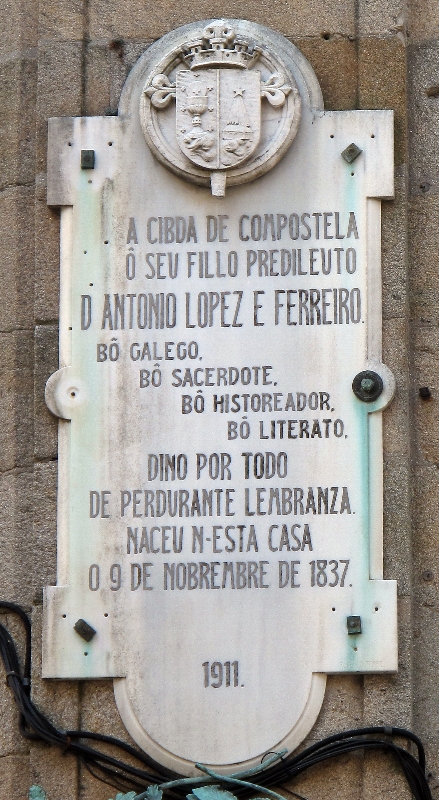 A CIBDA DE COMPOSTELA
Ô SEU FILLO PREDILEUTO
D ANTONIO LOPEZ E FERREIRO.
BÔ GALEGO,
BÔ SACERDOTE,
BÔ HISTOREADOR,
BÔ LITERATO,
DINO POR TODO
DE PERDURANTE LEMBRANZA.
NACEU N-ESTA CASA
O 9 DE NOBREMBRE DE 1837.
1911.